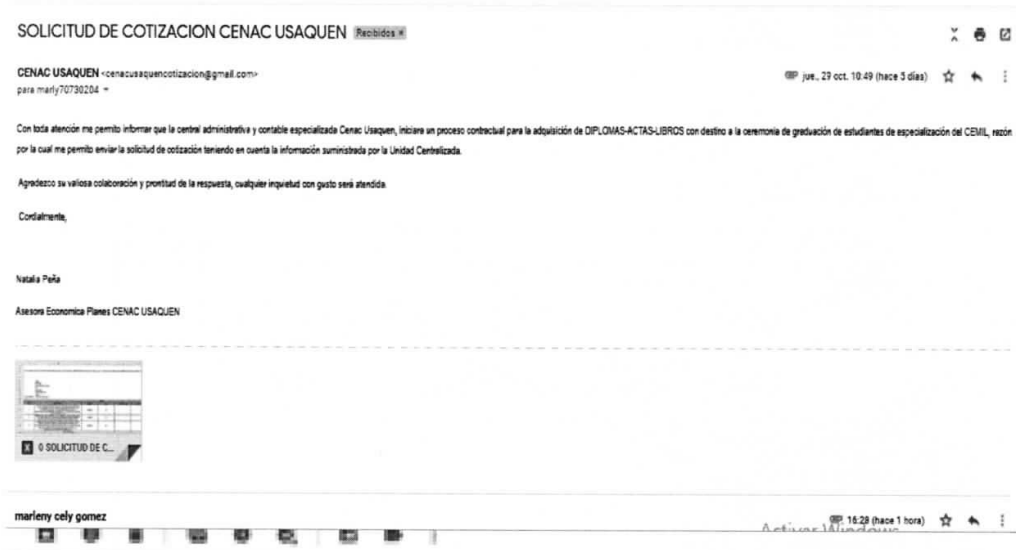 SOLICITUD DE COTIZACION CENAC USAQUEN Recibidos ×
CENAC USAQUEN <cenacusaquencotizacion@gmail.com>
jue., 29 oct. 10:49 (hace 5 días)
para marly70730204
Con toda atención me permito informar que la central administrativa y contable especializada Cenac Usaquen, iniciara un proceso contractual para la adquisición de DIPLOMAS-ACTAS-LIBROS con destino a la ceremonia de graduación de estudiantes de especialización del CEMIL, razón
por la cual me permito enviar la solicitud de cotización teniendo en cuenta la información suministrada por la Unidad Centralizada.
Agradezco su valiosa colaboración y prontitud de la respuesta, cualquier inquietud con gusto será atendida.
Cordialmente,
Natalia Peña
Asesora Economica Planes CENAC USAQUEN
X 0 SOLICITUD DE C...
marleny cely gomez
16:28 (hace 1 hora)
Activar Windows